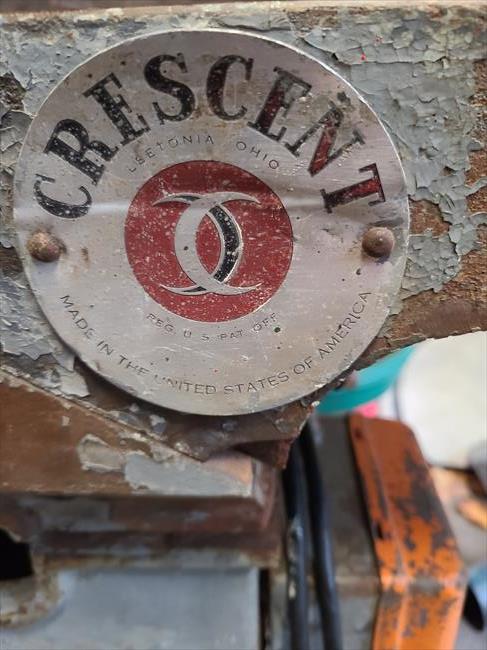 CRESCENT
LEETONIA OHIO
REG. U S PAT. OFF
MADE IN THE UNITED STATES OF AMERICA